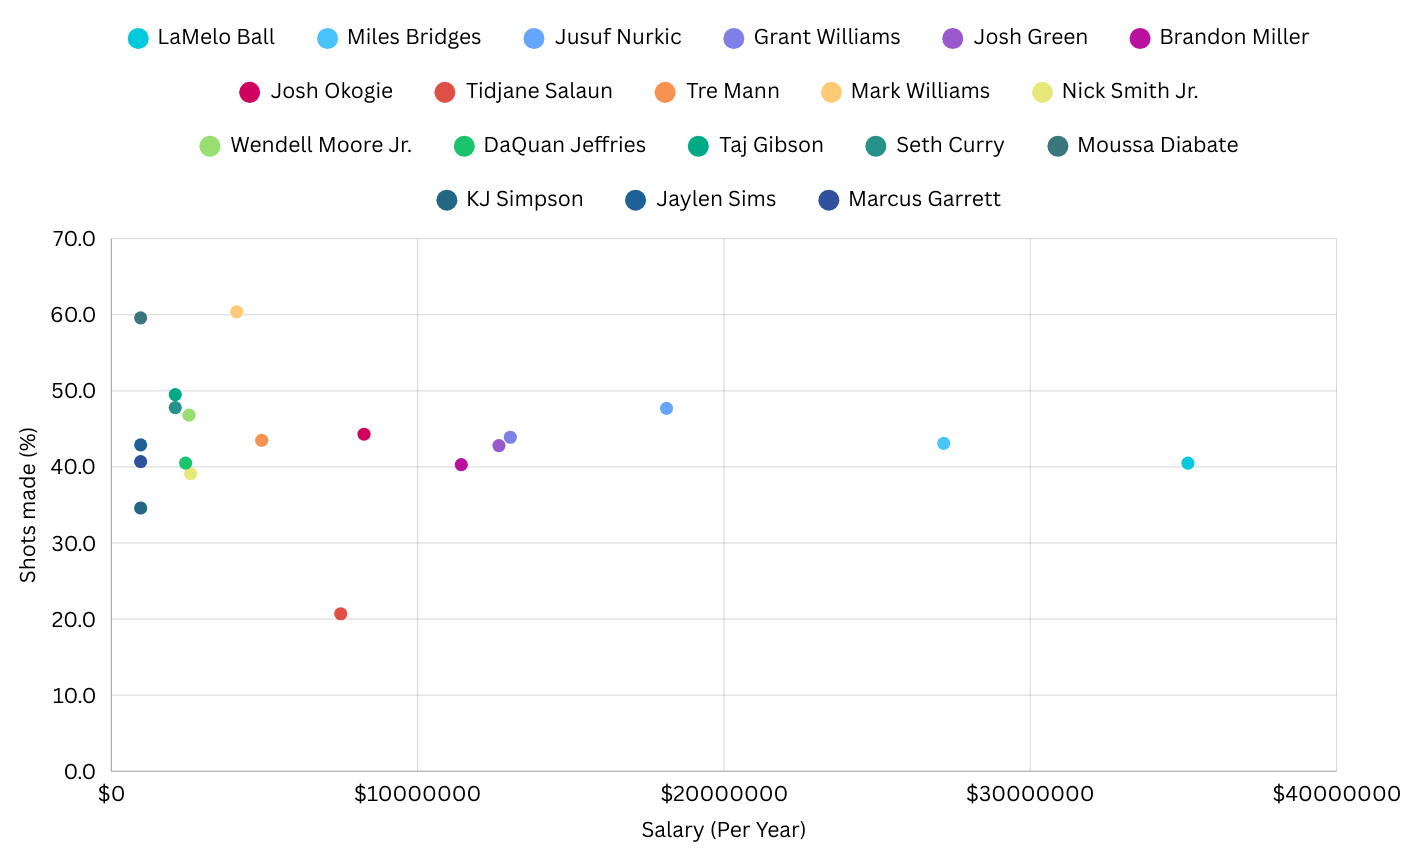 LaMelo Ball Miles Bridges Jusuf Nurkic Grant Williams Josh Green Brandon Miller
Josh Okogie Tidjane Salaun Tre Mann Mark Williams Nick Smith Jr.
Wendell Moore Jr. DaQuan Jeffries Taj Gibson Seth Curry Moussa Diabate
KJ Simpson Jaylen Sims Marcus Garrett
70.0
60.0
50.0
40.0
30.0
20.0
10.0
0.0
Shots made (%)
$0 $10000000 $20000000 $30000000 $40000000
Salary (Per Year)